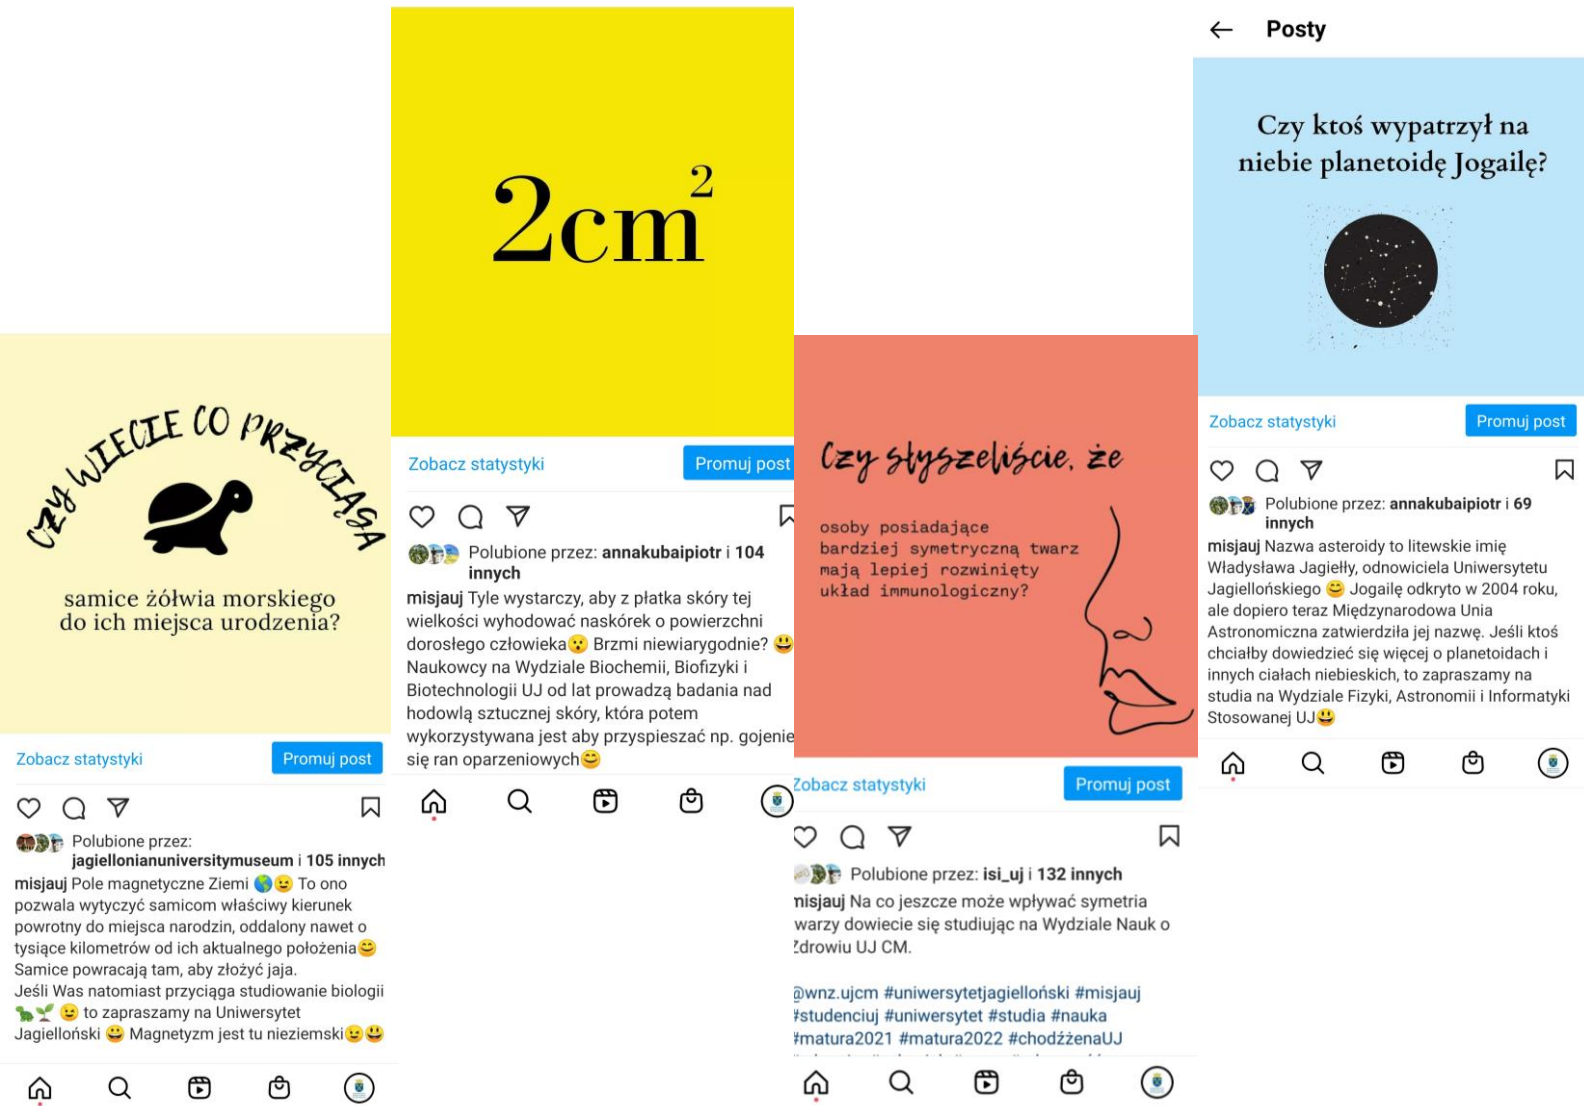 CZY WIECIE CO PRZYCIĄGA
samice żółwia morskiego
do ich miejsca urodzenia?
Zobacz statystyki
Promuj post
Polubione przez:
jagiellonianuniversitymuseum i 105 innych
misjauj Pole magnetyczne Ziemi 🌎😉 To ono
pozwala wytyczyć samicom właściwy kierunek
powrotny do miejsca narodzin, oddalony nawet o
tysiące kilometrów od ich aktualnego położenia😊
Samice powracają tam, aby złożyć jaja.
Jeśli Was natomiast przyciąga studiowanie biologii
🦕🌱 😉 to zapraszamy na Uniwersytet
Jagielloński 😀 Magnetyzm jest tu nieziemski😉😃
2cm²
Zobacz statystyki
Promuj post
Polubione przez: annakubaipiotr i 104
innych
misjauj Tyle wystarczy, aby z płatka skóry tej
wielkości wyhodować naskórek o powierzchni
dorosłego człowieka😮 Brzmi niewiarygodnie? 😃
Naukowcy na Wydziale Biochemii, Biofizyki i
Biotechnologii UJ od lat prowadzą badania nad
hodowlą sztucznej skóry, która potem
wykorzystywana jest aby przyspieszać np. gojenie
się ran oparzeniowych😊
Czy słyszeliście, że
osoby posiadające
bardziej symetryczną twarz
mają lepiej rozwinięty
układ immunologiczny?
Zobacz statystyki
Promuj post
Polubione przez: isi_uj i 132 innych
misjauj Na co jeszcze może wpływać symetria
warzy dowiecie się studiując na Wydziale Nauk o
Zdrowiu UJ CM.
@wnz.ujcm #uniwersytetjagielloński #misjauj
#studenciuj #uniwersytet #studia #nauka
#matura2021 #matura2022 #chodźżenaUJ
Posty
Czy ktoś wypatrzył na
niebie planetoidę Jogailę?
Zobacz statystyki
Promuj post
Polubione przez: annakubaipiotr i 69
innych
misjauj Nazwa asteroidy to litewskie imię
Władysława Jagiełły, odnowiciela Uniwersytetu
Jagiellońskiego 😊 Jogailę odkryto w 2004 roku,
ale dopiero teraz Międzynarodowa Unia
Astronomiczna zatwierdziła jej nazwę. Jeśli ktoś
chciałby dowiedzieć się więcej o planetoidach i
innych ciałach niebieskich, to zapraszamy na
studia na Wydziale Fizyki, Astronomii i Informatyki
Stosowanej UJ😃